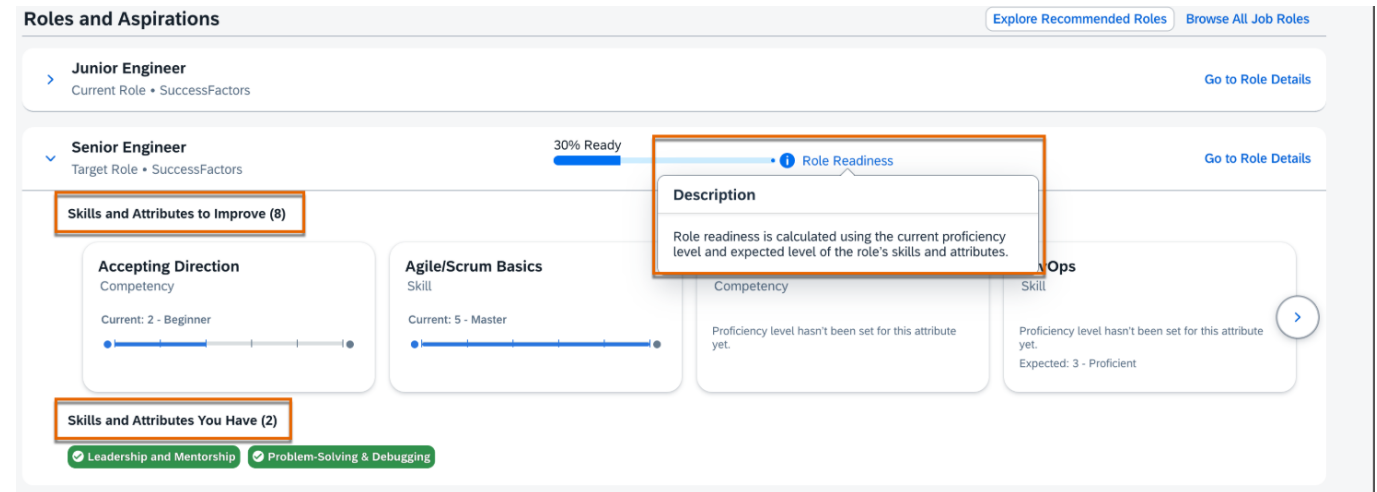 Roles and Aspirations
Explore Recommended Roles
Browse All Job Roles
Junior Engineer
Current Role • SuccessFactors
Go to Role Details
Senior Engineer
Target Role • SuccessFactors
30% Ready
Role Readiness
Go to Role Details
Description
Role readiness is calculated using the current proficiency
level and expected level of the role's skills and attributes.
Skills and Attributes to Improve (8)
Accepting Direction
Competency
Current: 2 - Beginner
Agile/Scrum Basics
Skill
Current: 5 - Master
Competency
Proficiency level hasn't been set for this attribute
yet.
Ops
Skill
Proficiency level hasn't been set for this attribute
yet.
Expected: 3 - Proficient
Skills and Attributes You Have (2)
Leadership and Mentorship
Problem-Solving & Debugging